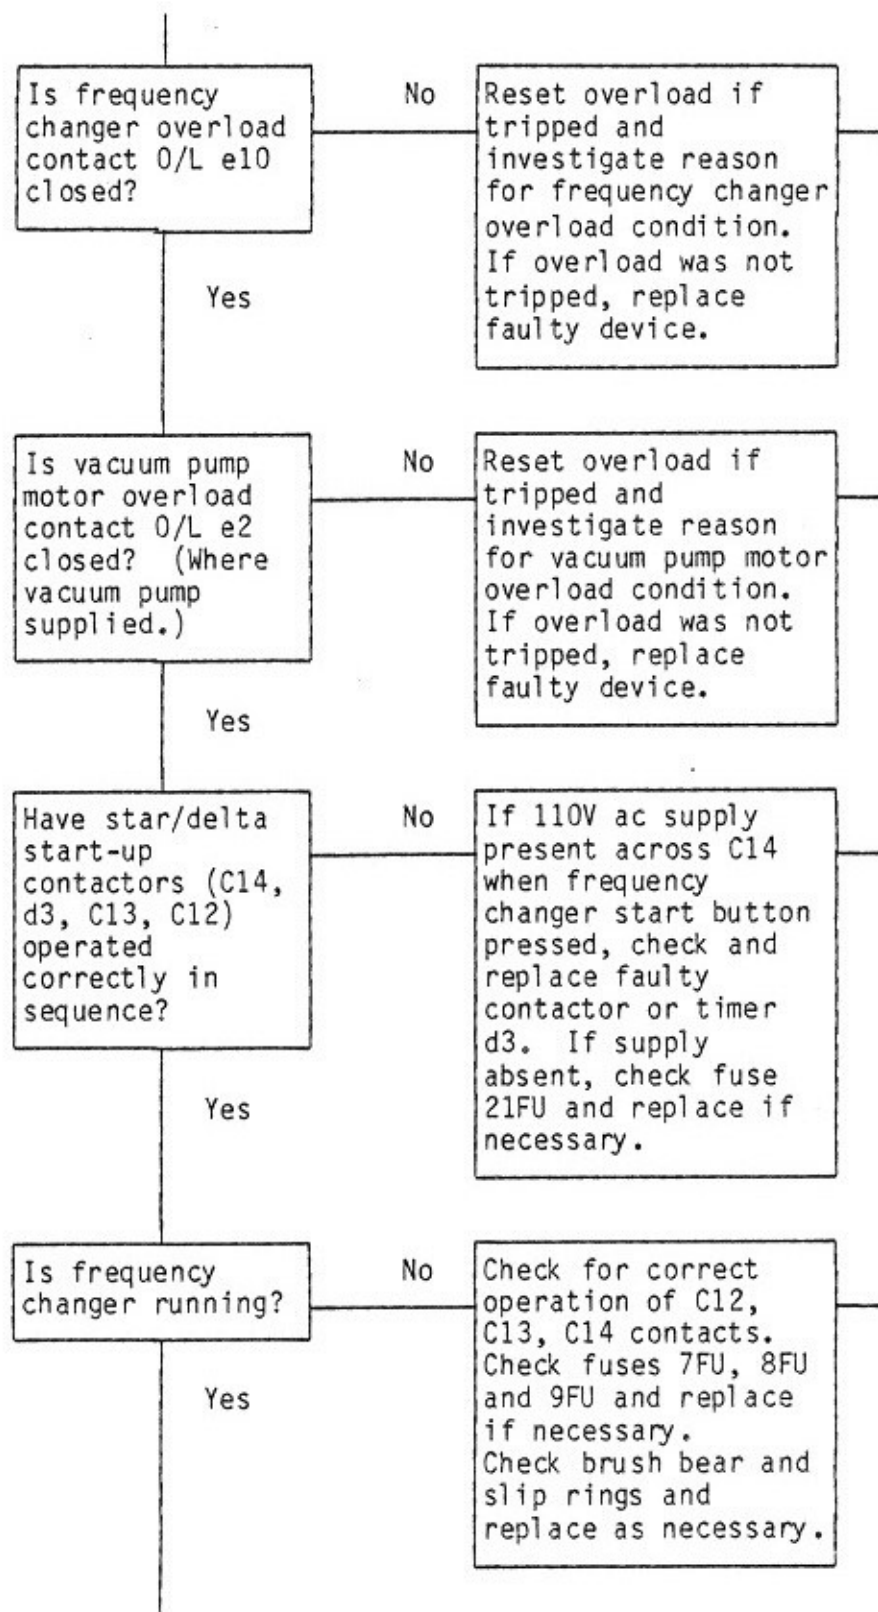 Is frequency
changer overload
contact O/L e10
closed?
No
Reset overload if
tripped and
investigate reason
for frequency changer
overload condition.
If overload was not
tripped, replace
faulty device.
Yes
Is vacuum pump
motor overload
contact O/L e2
closed? (Where
vacuum pump
supplied.)
No
Reset overload if
tripped and
investigate reason
for vacuum pump motor
overload condition.
If overload was not
tripped, replace
faulty device.
Yes
Have star/delta
start-up
contactors (C14,
d3, C13, C12)
operated
correctly in
sequence?
No
If 110V ac supply
present across C14
when frequency
changer start button
pressed, check and
replace faulty
contactor or timer
d3. If supply
absent, check fuse
21FU and replace if
necessary.
Yes
Is frequency
changer running?
No
Check for correct
operation of C12,
C13, C14 contacts.
Check fuses 7FU, 8FU
and 9FU and replace
if necessary.
Check brush bear and
slip rings and
replace as necessary.
Yes